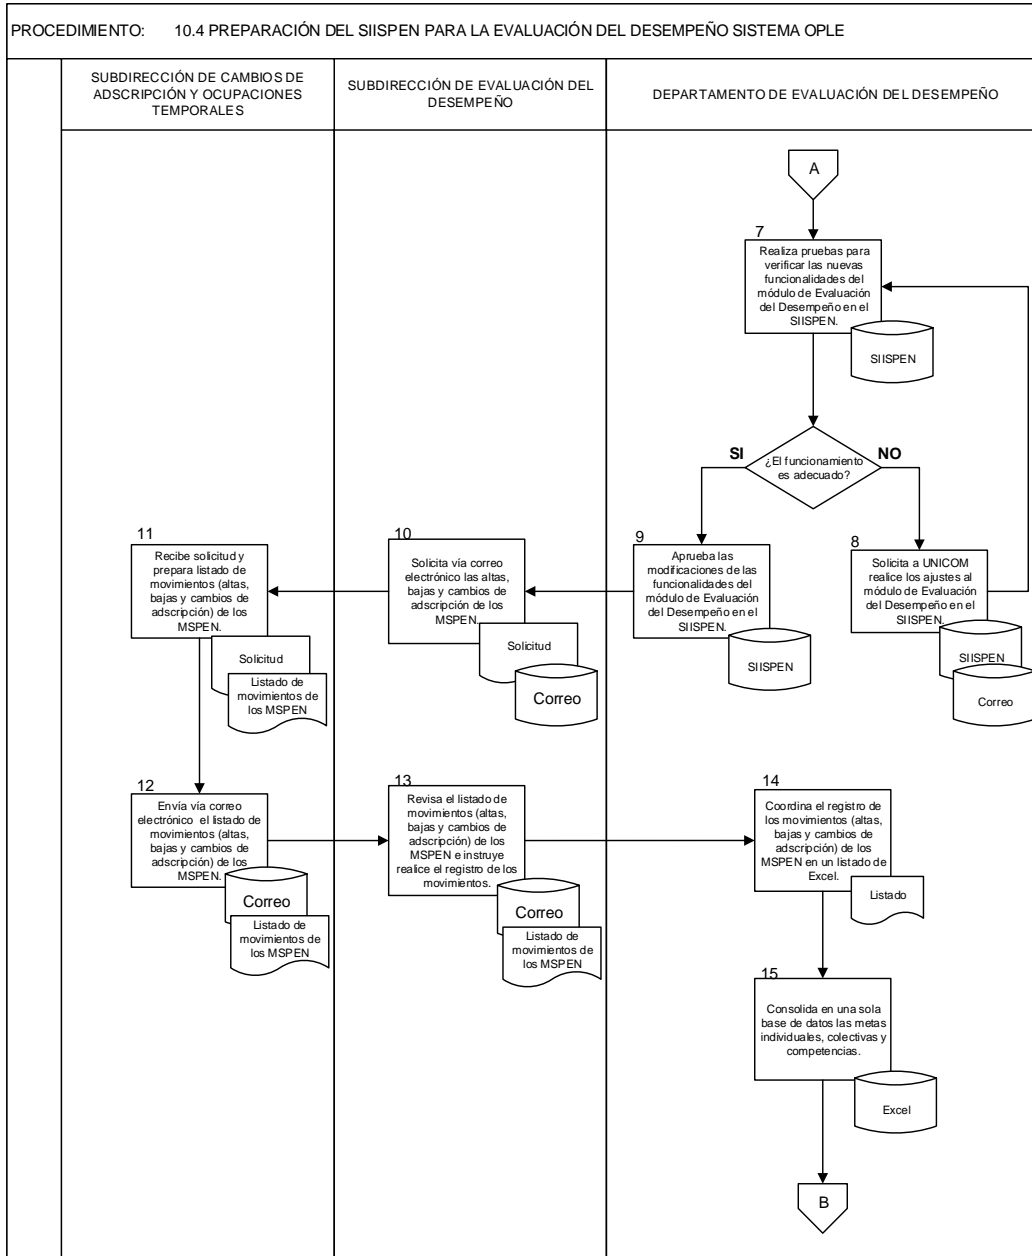 PROCEDIMIENTO: 10.4 PREPARACIÓN DEL SIISPEN PARA LA EVALUACIÓN DEL DESEMPEÑO SISTEMA OPLE
SUBDIRECCIÓN DE CAMBIOS DE
ADSCRIPCIÓN Y OCUPACIONES
TEMPORALES
SUBDIRECCIÓN DE EVALUACIÓN DEL
DESEMPEÑO
DEPARTAMENTO DE EVALUACIÓN DEL DESEMPEÑO
A
7
Realiza pruebas para
verificar las nuevas
funcionalidades del
módulo de Evaluación
del Desempeño en el
SIISPEN.
SIISPEN
¿El funcionamiento
es adecuado?
SI
NO
11
Recibe solicitud y
prepara listado de
movimientos (altas,
bajas y cambios de
adscripción) de los
MSPEN.
Solicitud
Listado de
movimientos de
los MSPEN
10
Solicita vía correo
electrónico las altas,
bajas y cambios de
adscripción de los
MSPEN.
Solicitud
Correo
9
Aprueba las
modificaciones de las
funcionalidades del
módulo de Evaluación
del Desempeño en el
SIISPEN.
SIISPEN
8
Solicita a UNICOM
realice los ajustes al
módulo de Evaluación
del Desempeño en el
SIISPEN.
SIISPEN
Correo
12
Envía vía correo
electrónico el listado de
movimientos (altas,
bajas y cambios de
adscripción) de los
MSPEN.
Correo
Listado de
movimientos de
los MSPEN
13
Revisa el listado de
movimientos (altas,
bajas y cambios de
adscripción) de los
MSPEN e instruye
realice el registro de los
movimientos.
Correo
Listado de
movimientos de
los MSPEN
14
Coordina el registro de
los movimientos (altas,
bajas y cambios de
adscripción) de los
MSPEN en un listado de
Excel.
Listado
15
Consolida en una sola
base de datos las metas
individuales, colectivas y
competencias.
Excel
B